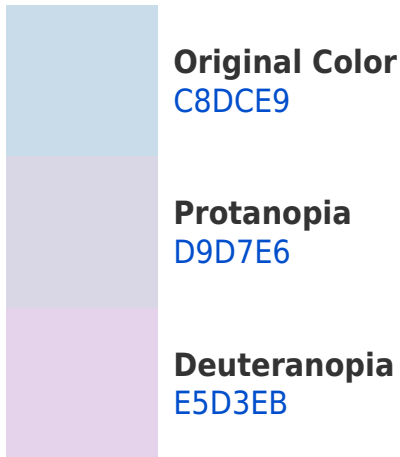 Original Color
C8DCE9
Protanopia
D9D7E6
Deuteranopia
E5D3EB